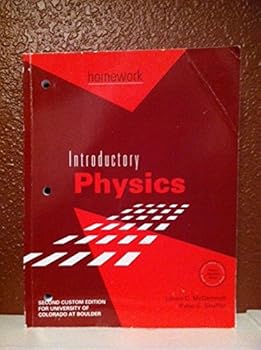 homework
Introductory
Physics
Lillian C. McDermott
Peter S. Shaffer
SECOND CUSTOM EDITION
FOR UNIVERSITY OF
COLORADO AT BOULDER